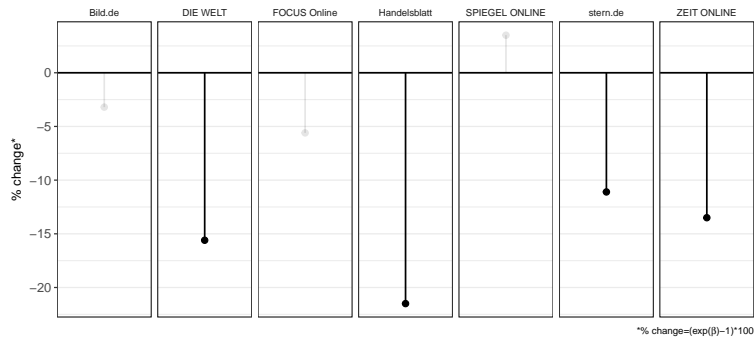 Bild.de DIE WELT FOCUS Online Handelsblatt SPIEGEL ONLINE stern.de ZEIT ONLINE
0
−5
−10
−15
−20
% change*
*% change=(exp(β)−1)*100